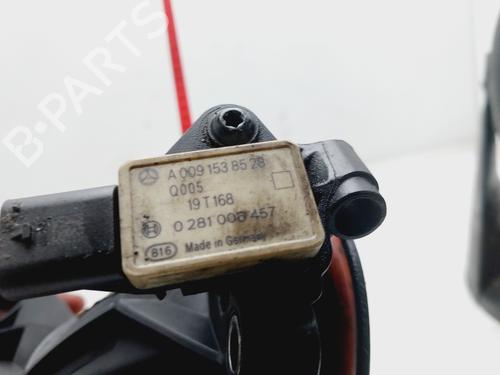 B-PARTS
A 009 153 85 28
Q005
19T168
0 281 006 457
816 Made in Germany